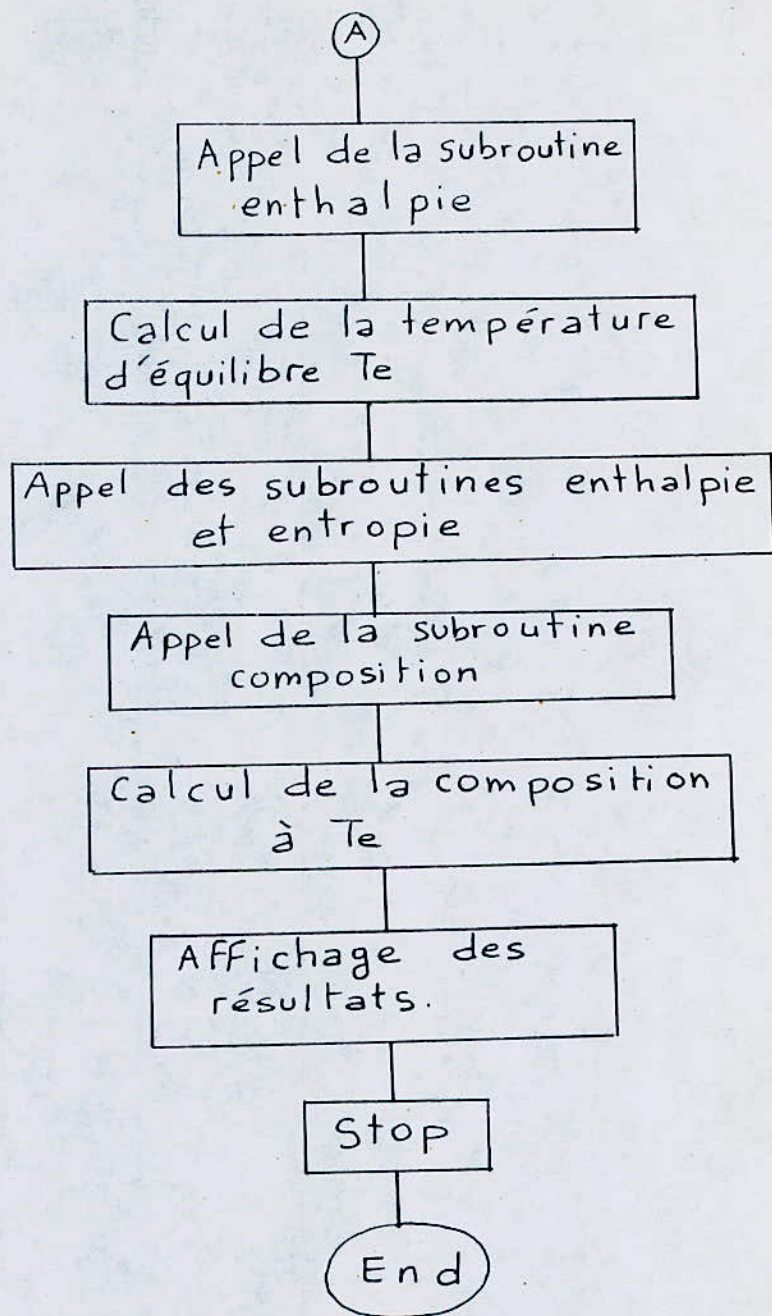 A
Appel de la subroutine
enthalpie
Calcul de la température
d'équilibre Te
Appel des subroutines enthalpie
et entropie
Appel de la subroutine
composition
Calcul de la composition
à Te
Affichage des
résultats.
Stop
End